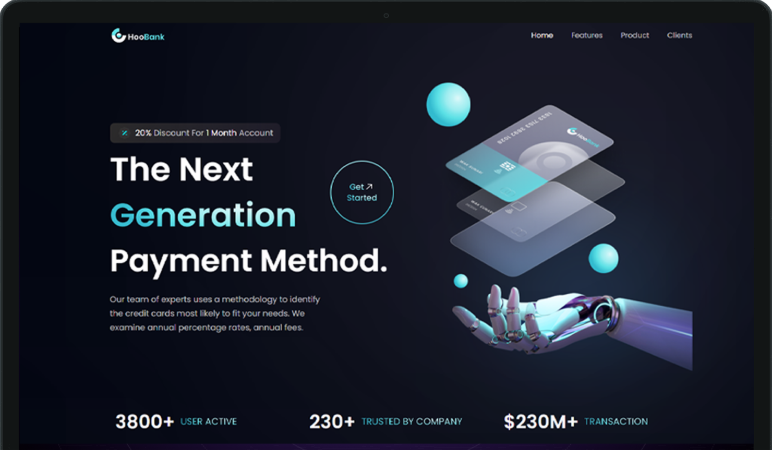 HooBank
Home Features Product Clients
20% Discount For 1 Month Account
The Next
Generation
Payment Method.
Get
Started
Our team of experts uses a methodology to identify
the credit cards most likely to fit your needs. We
examine annual percentage rates, annual fees.
HooBank
3800+ USER ACTIVE
230+ TRUSTED BY COMPANY
$230M+ TRANSACTION